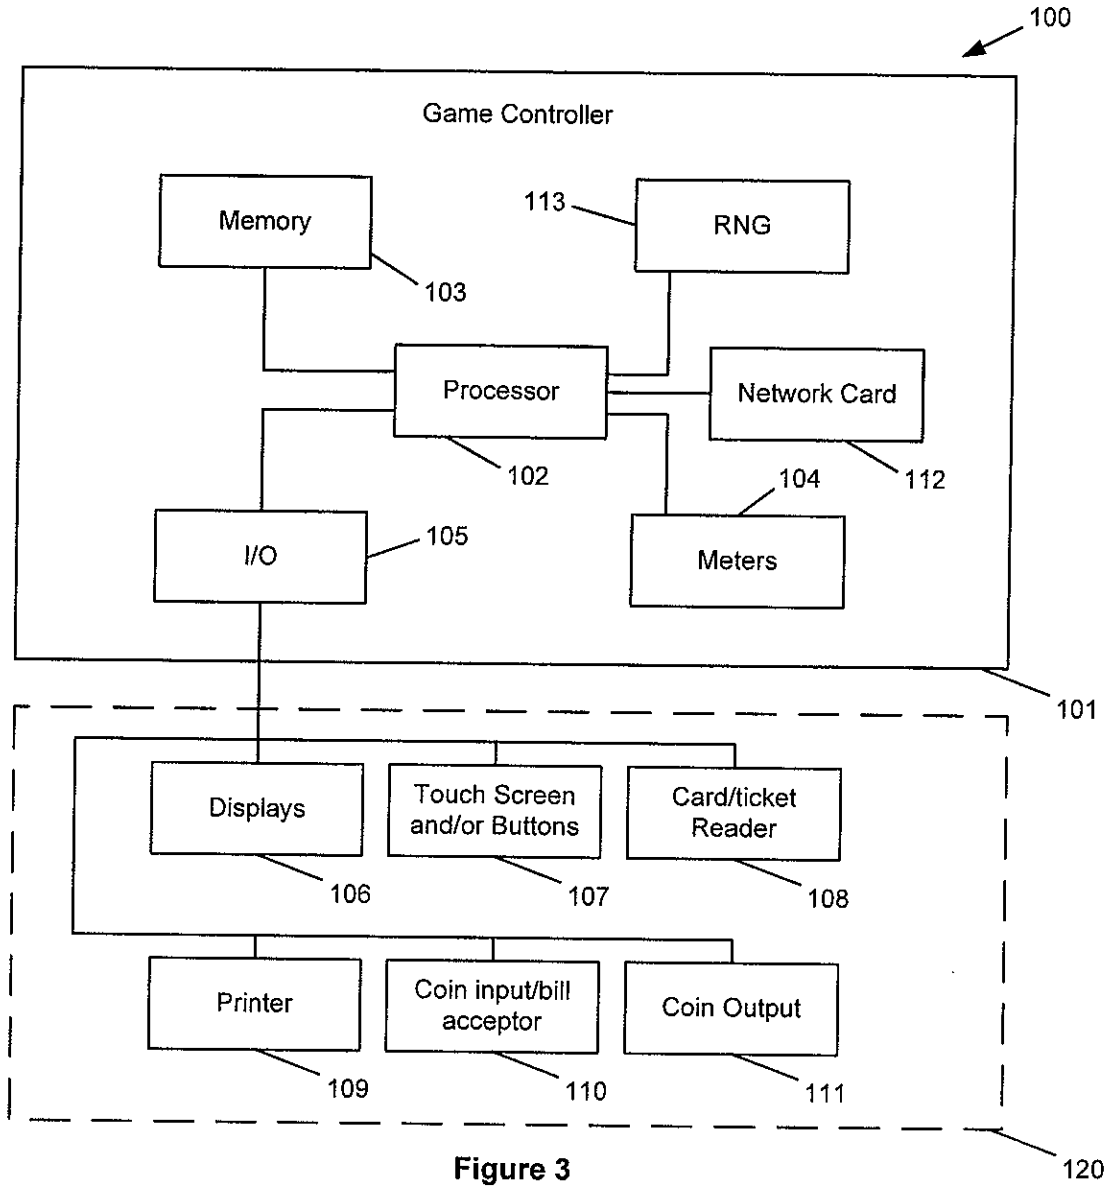 100
Game Controller
Memory
103
113
RNG
Processor
102
Network Card
112
I/O
105
104
Meters
101
Displays
106
Touch Screen
and/or Buttons
107
Card/ticket
Reader
108
Printer
109
Coin input/bill
acceptor
110
Coin Output
111
120
Figure 3